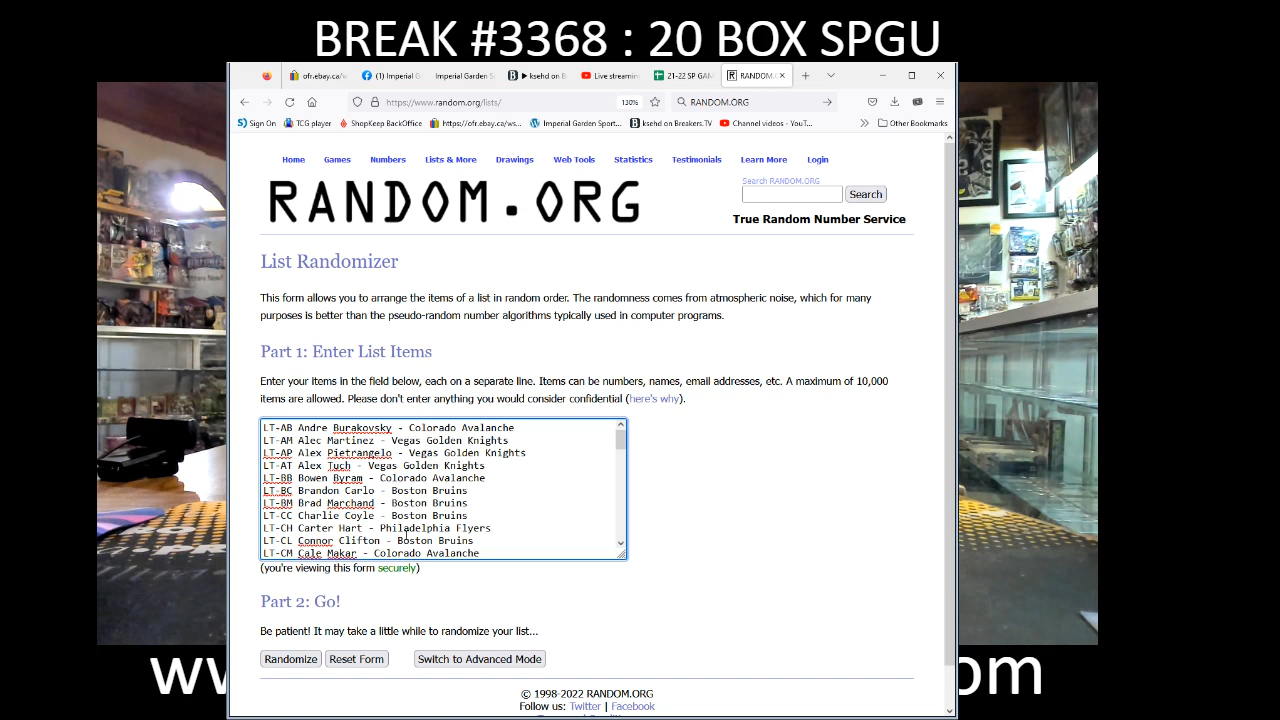 BREAK #3368 : 20 BOX SPGU
ofr.ebay.ca/w
(1) Imperial G
Imperial Garden S
ksehd on B
Live streamin
21-22 SP GAM
RANDOM.O
https://www.random.org/lists/
130%
RANDOM.ORG
Sign On
TCG player
ShopKeep BackOffice
https://ofr.ebay.ca/ws...
Imperial Garden Sport...
ksehd on Breakers.TV
Channel videos - YouT...
Other Bookmarks
Home Games Numbers Lists & More Drawings Web Tools Statistics Testimonials Learn More Login
RANDOM.ORG
Search RANDOM.ORG
Search
True Random Number Service
List Randomizer
This form allows you to arrange the items of a list in random order. The randomness comes from atmospheric noise, which for many
purposes is better than the pseudo-random number algorithms typically used in computer programs.
Part 1: Enter List Items
Enter your items in the field below, each on a separate line. Items can be numbers, names, email addresses, etc. A maximum of 10,000
items are allowed. Please don't enter anything you would consider confidential (here's why).
LT-AB Andre Burakovsky - Colorado Avalanche
LT-AM Alec Martinez - Vegas Golden Knights
LT-AP Alex Pietrangelo - Vegas Golden Knights
LT-AT Alex Tuch - Vegas Golden Knights
LT-BB Bowen Byram - Colorado Avalanche
LT-BC Brandon Carlo - Boston Bruins
LT-BM Brad Marchand - Boston Bruins
LT-CC Charlie Coyle - Boston Bruins
LT-CH Carter Hart - Philadelphia Flyers
LT-CL Connor Clifton - Boston Bruins
LT-CM Cale Makar - Colorado Avalanche
(you're viewing this form securely)
Part 2: Go!
Be patient! It may take a little while to randomize your list...
Randomize Reset Form Switch to Advanced Mode
© 1998-2022 RANDOM.ORG
Follow us: Twitter | Facebook